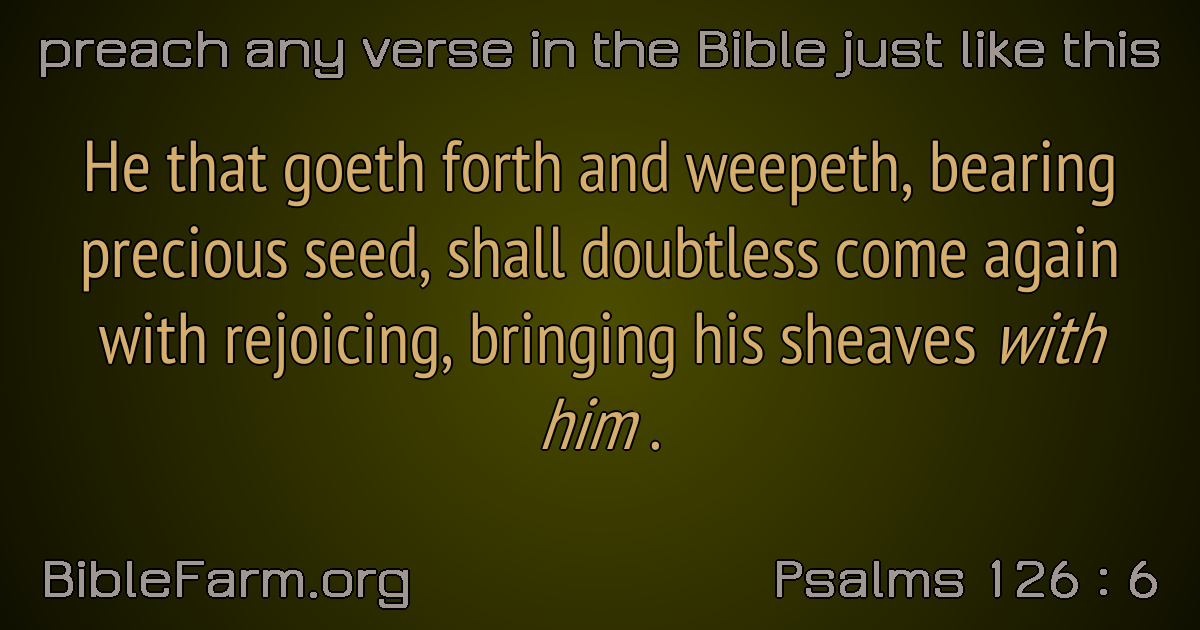 preach any verse in the Bible just like this
He that goeth forth and weepeth, bearing
precious seed, shall doubtless come again
with rejoicing, bringing his sheaves with
him .
BibleFarm.org
Psalms 126 : 6